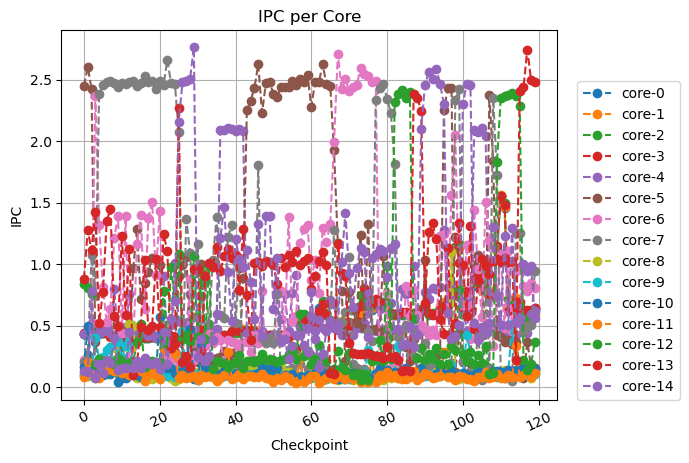 IPC per Core
IPC
2.5
2.0
1.5
1.0
0.5
0.0
0
20
40
60
80
100
120
Checkpoint
core-0
core-1
core-2
core-3
core-4
core-5
core-6
core-7
core-8
core-9
core-10
core-11
core-12
core-13
core-14